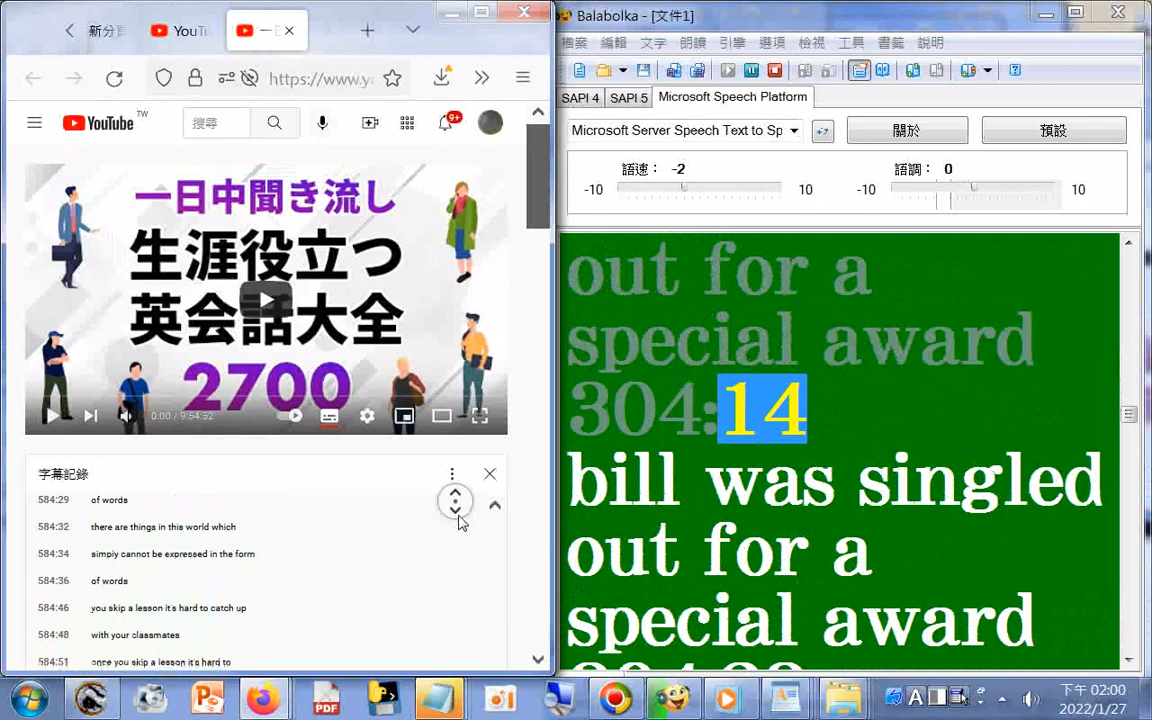 新分
YouTu
一 E
https://www.y
YouTube TW
搜尋
9+
一日中聞き流し
生涯役立つ
英会話大全
2700
0:00 / 9:54:52
字幕記錄
584:29 of words
584:32 there are things in this world which
584:34 simply cannot be expressed in the form
584:36 of words
584:46 you skip a lesson it's hard to catch up
584:48 with your classmates
584:51 once you skip a lesson it's hard to
Balabolka - [文件1]
檔案 編輯 文字 朗讀 引擎 選項 檢視 工具 書籤 說明
SAPI 4 SAPI 5 Microsoft Speech Platform
Microsoft Server Speech Text to Sp
關於 預設
語速： -2 語調： 0
-10 10 -10 10
out for a
special award
304:14
bill was singled
out for a
special award
PDF
A
下午 02:00
2022/1/27